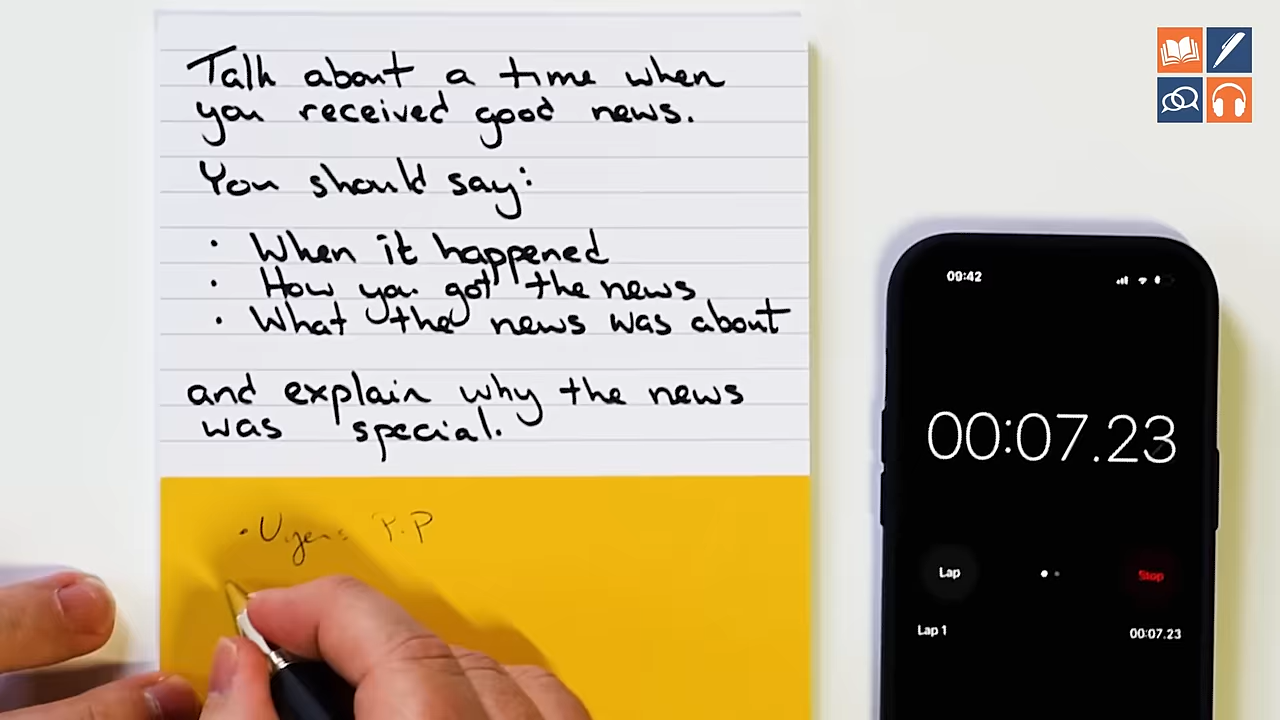 Talk about a time when
you received good news.
You should say:
· When it happened
· How you got the news
· What the news was about
and explain why the news
was special.
P.P
09:42
00:07.23
Lap
Stop
Lap 1
00:07.23